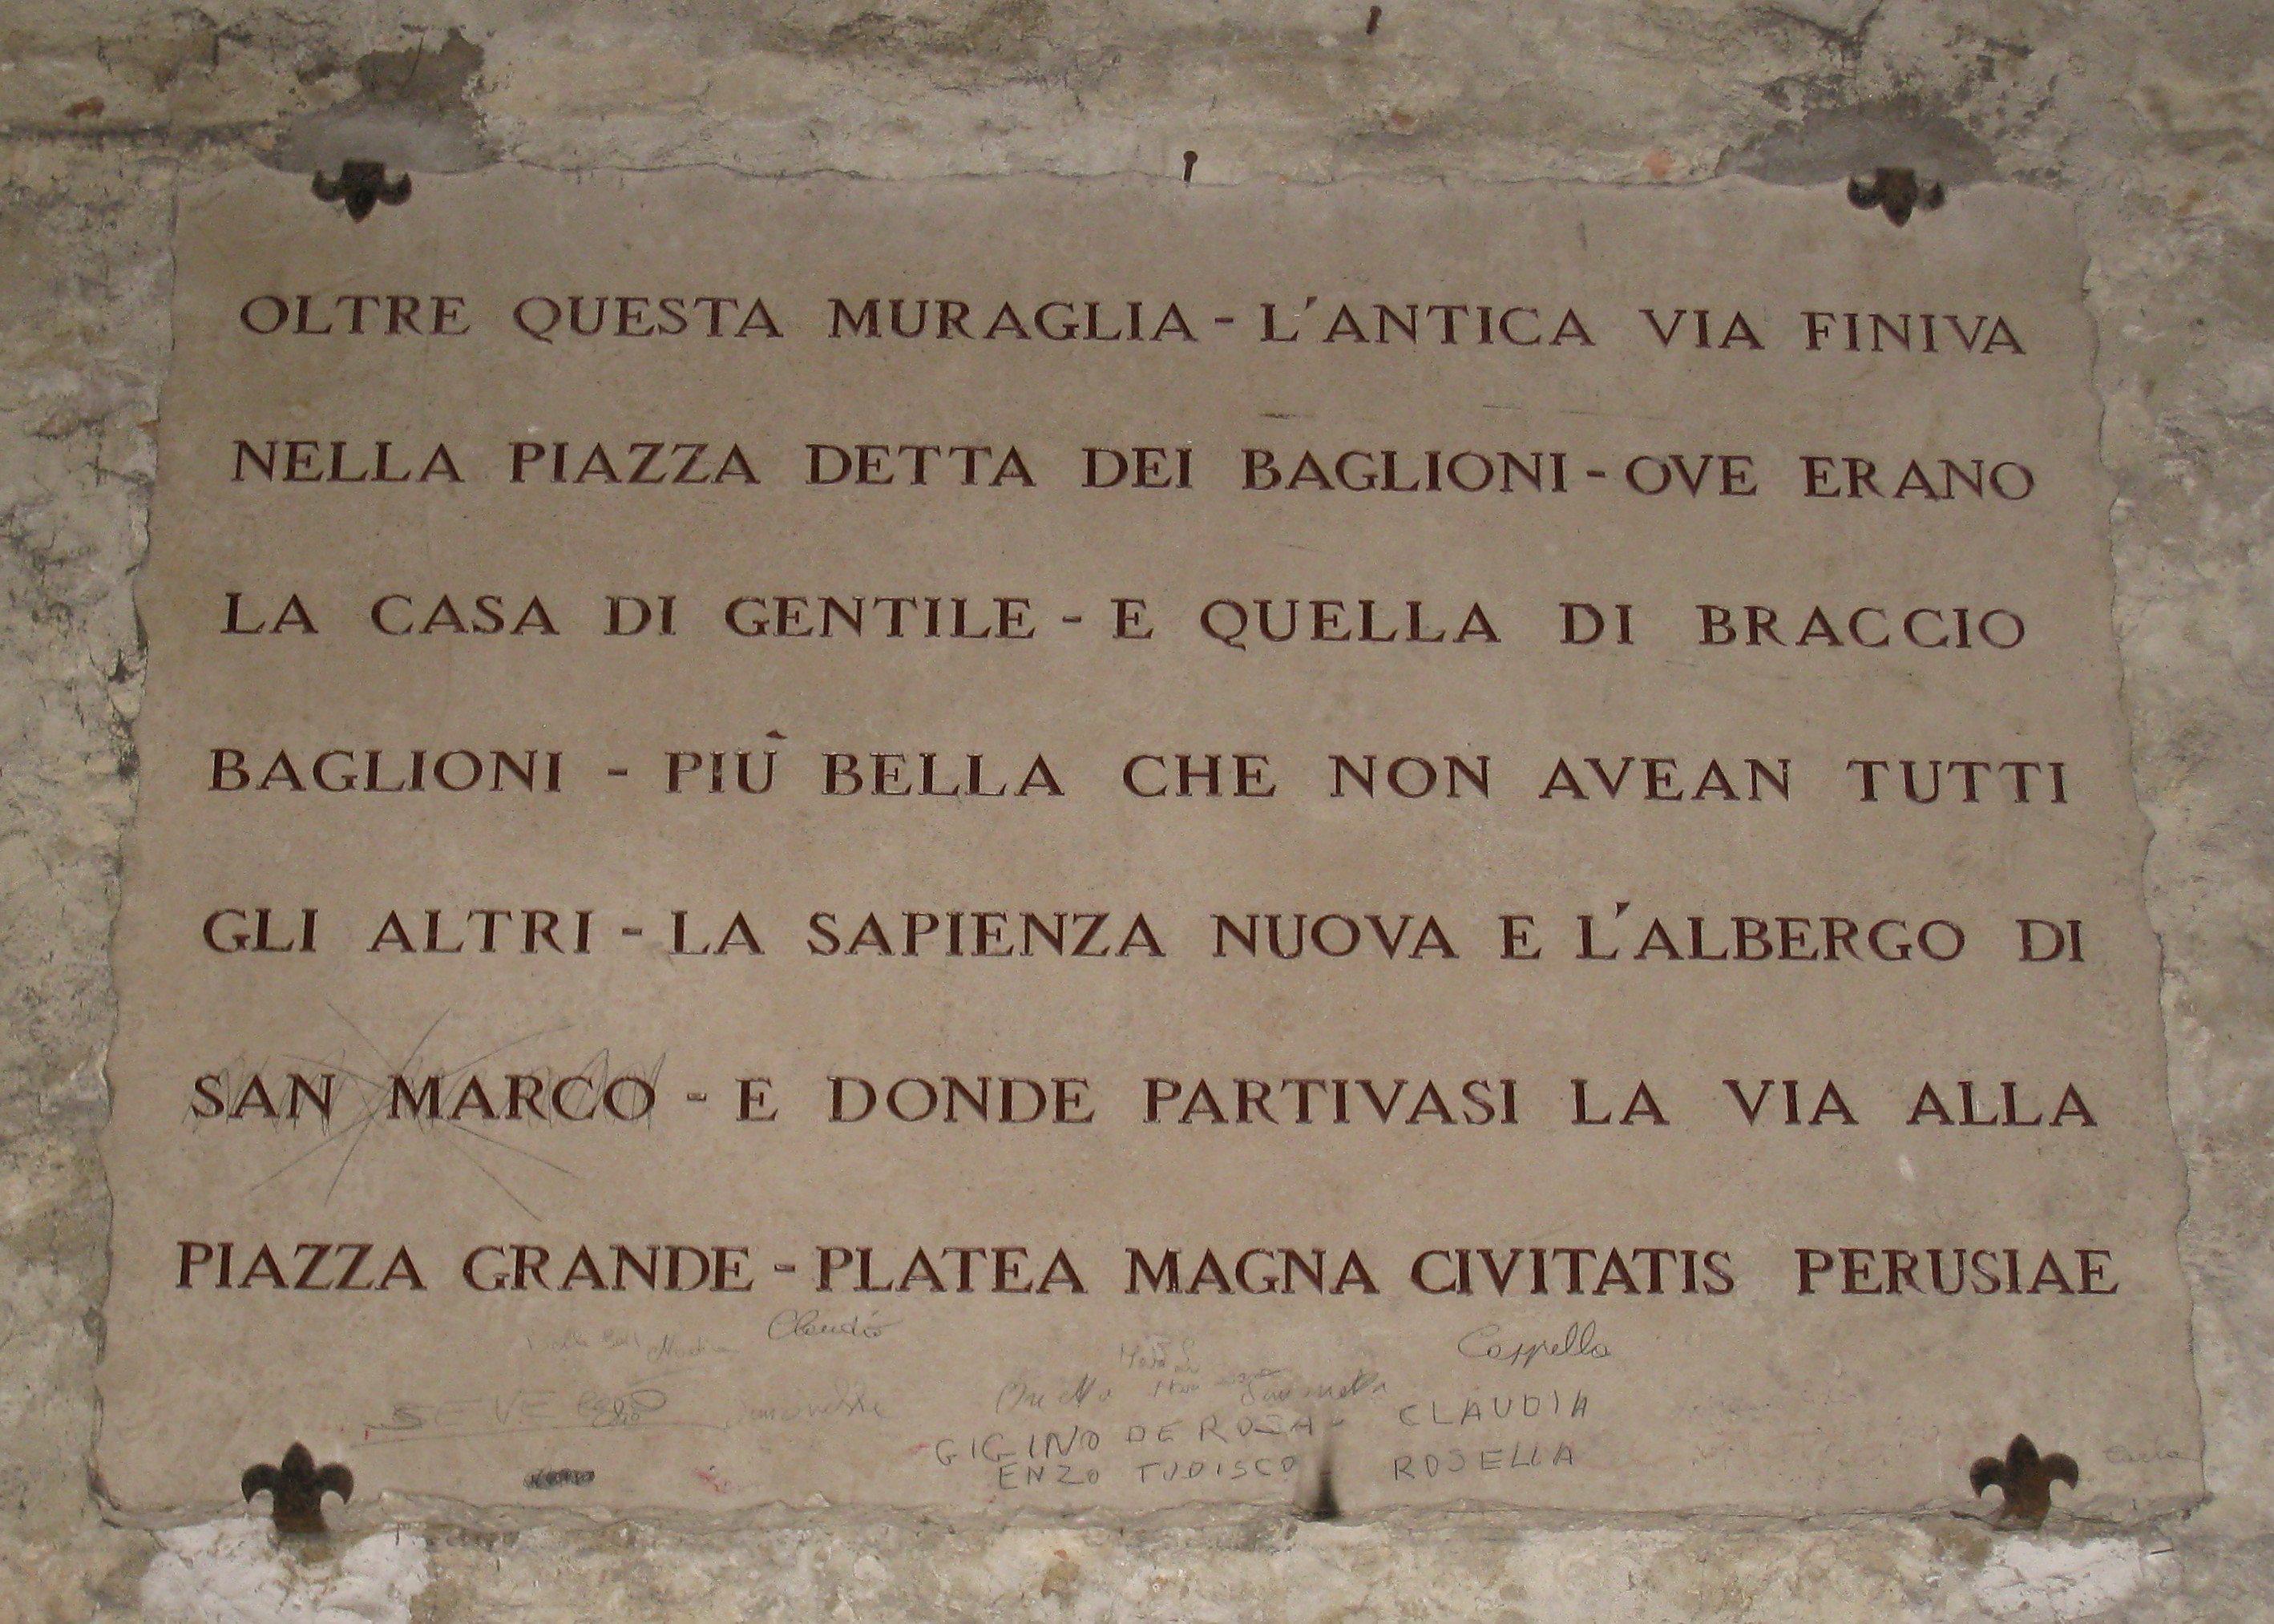 OLTRE QUESTA MURAGLIA - L'ANTICA VIA FINIVA
NELLA PIAZZA DETTA DEI BAGLIONI - OVE ERANO
LA CASA DI GENTILE - E QUELLA DI BRACCIO
BAGLIONI - PIÙ BELLA CHE NON AVEAN TUTTI
GLI ALTRI - LA SAPIENZA NUOVA E L'ALBERGO DI
SAN MARCO - E DONDE PARTIVASI LA VIA ALLA
PIAZZA GRANDE - PLATEA MAGNA CIVITATIS PERUSIAE
Claudio
Cappella
SEVE
GIGINO DE ROSA CLAUDIA
ENZO TUDISCO ROSELLA